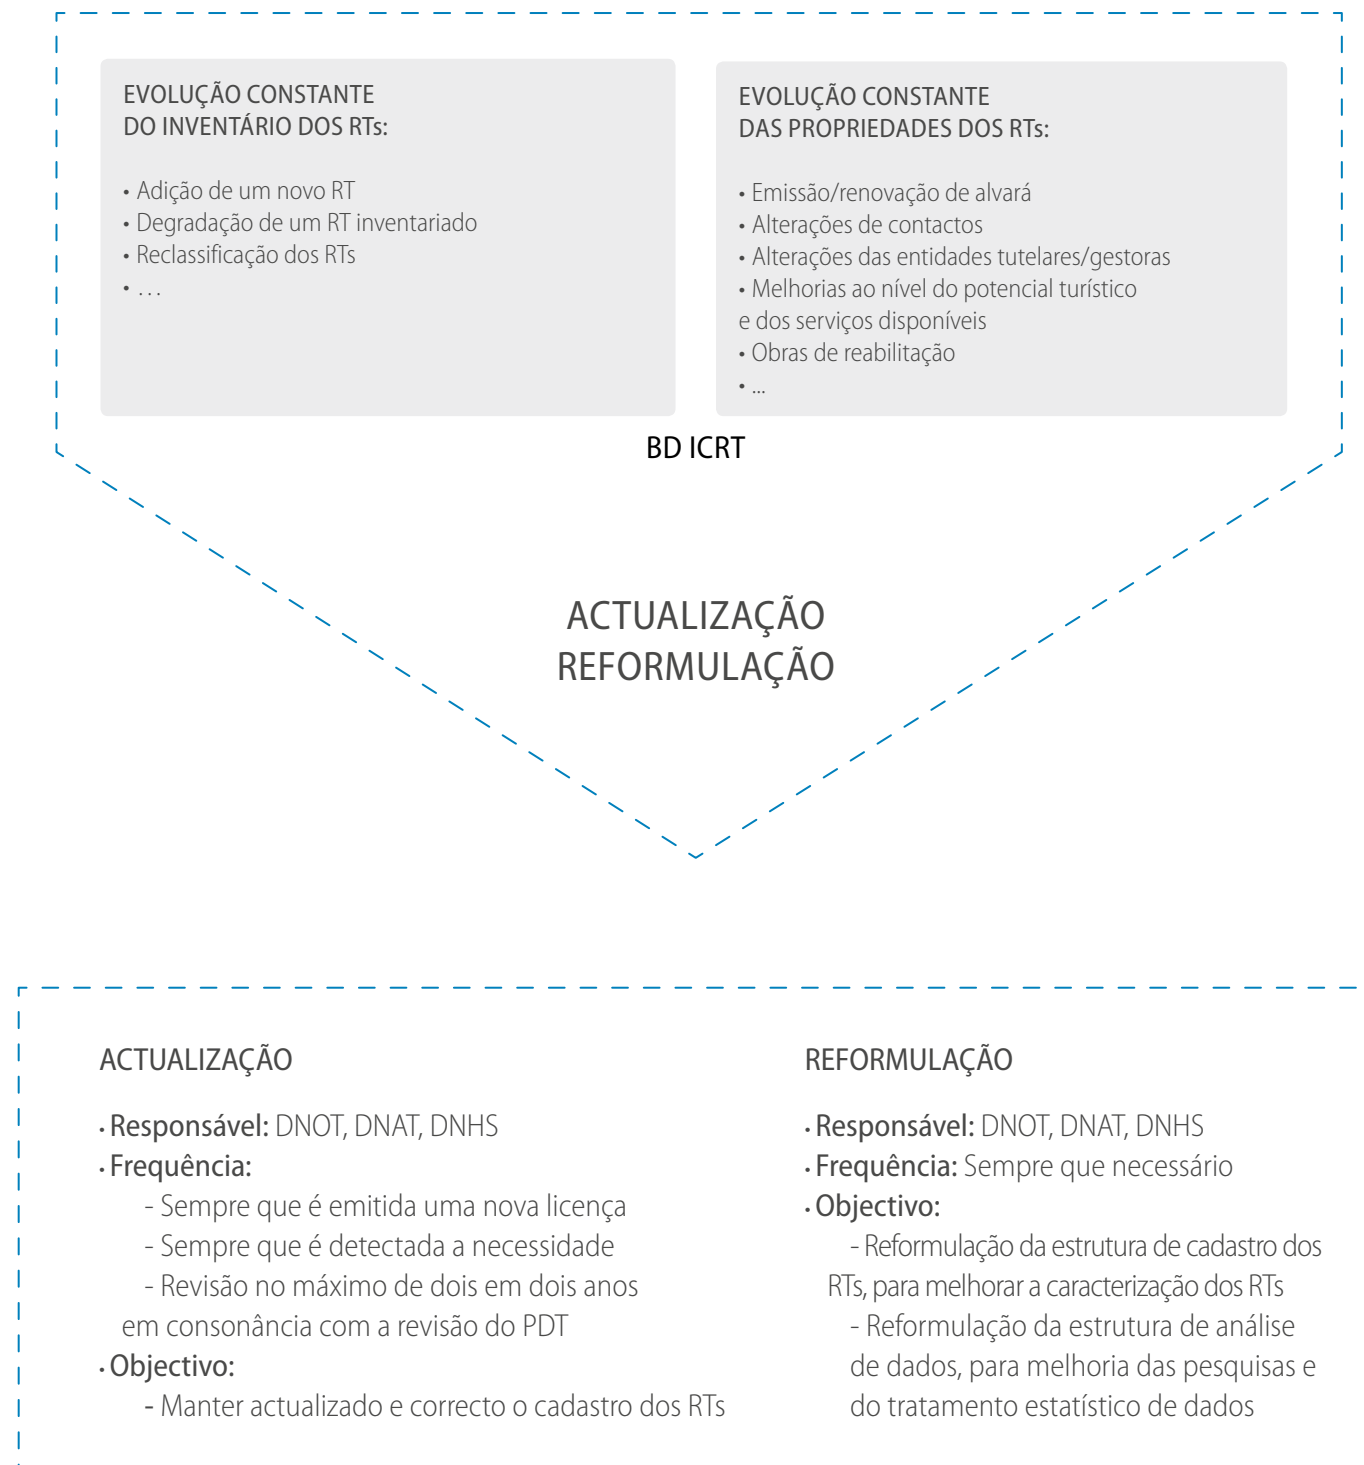 EVOLUÇÃO CONSTANTE
DO INVENTÁRIO DOS RTs:
• Adição de um novo RT
• Degradação de um RT inventariado
• Reclassificação dos RTs
• …
EVOLUÇÃO CONSTANTE
DAS PROPRIEDADES DOS RTs:
• Emissão/renovação de alvará
• Alterações de contactos
• Alterações das entidades tutelares/gestoras
• Melhorias ao nível do potencial turístico
e dos serviços disponíveis
• Obras de reabilitação
• ...
BD ICRT
ACTUALIZAÇÃO
REFORMULAÇÃO
ACTUALIZAÇÃO
• Responsável: DNOT, DNAT, DNHS
• Frequência:
- Sempre que é emitida uma nova licença
- Sempre que é detectada a necessidade
- Revisão no máximo de dois em dois anos
em consonância com a revisão do PDT
• Objectivo:
- Manter actualizado e correcto o cadastro dos RTs
REFORMULAÇÃO
• Responsável: DNOT, DNAT, DNHS
• Frequência: Sempre que necessário
• Objectivo:
- Reformulação da estrutura de cadastro dos
RTs, para melhorar a caracterização dos RTs
- Reformulação da estrutura de análise
de dados, para melhoria das pesquisas e
do tratamento estatístico de dados